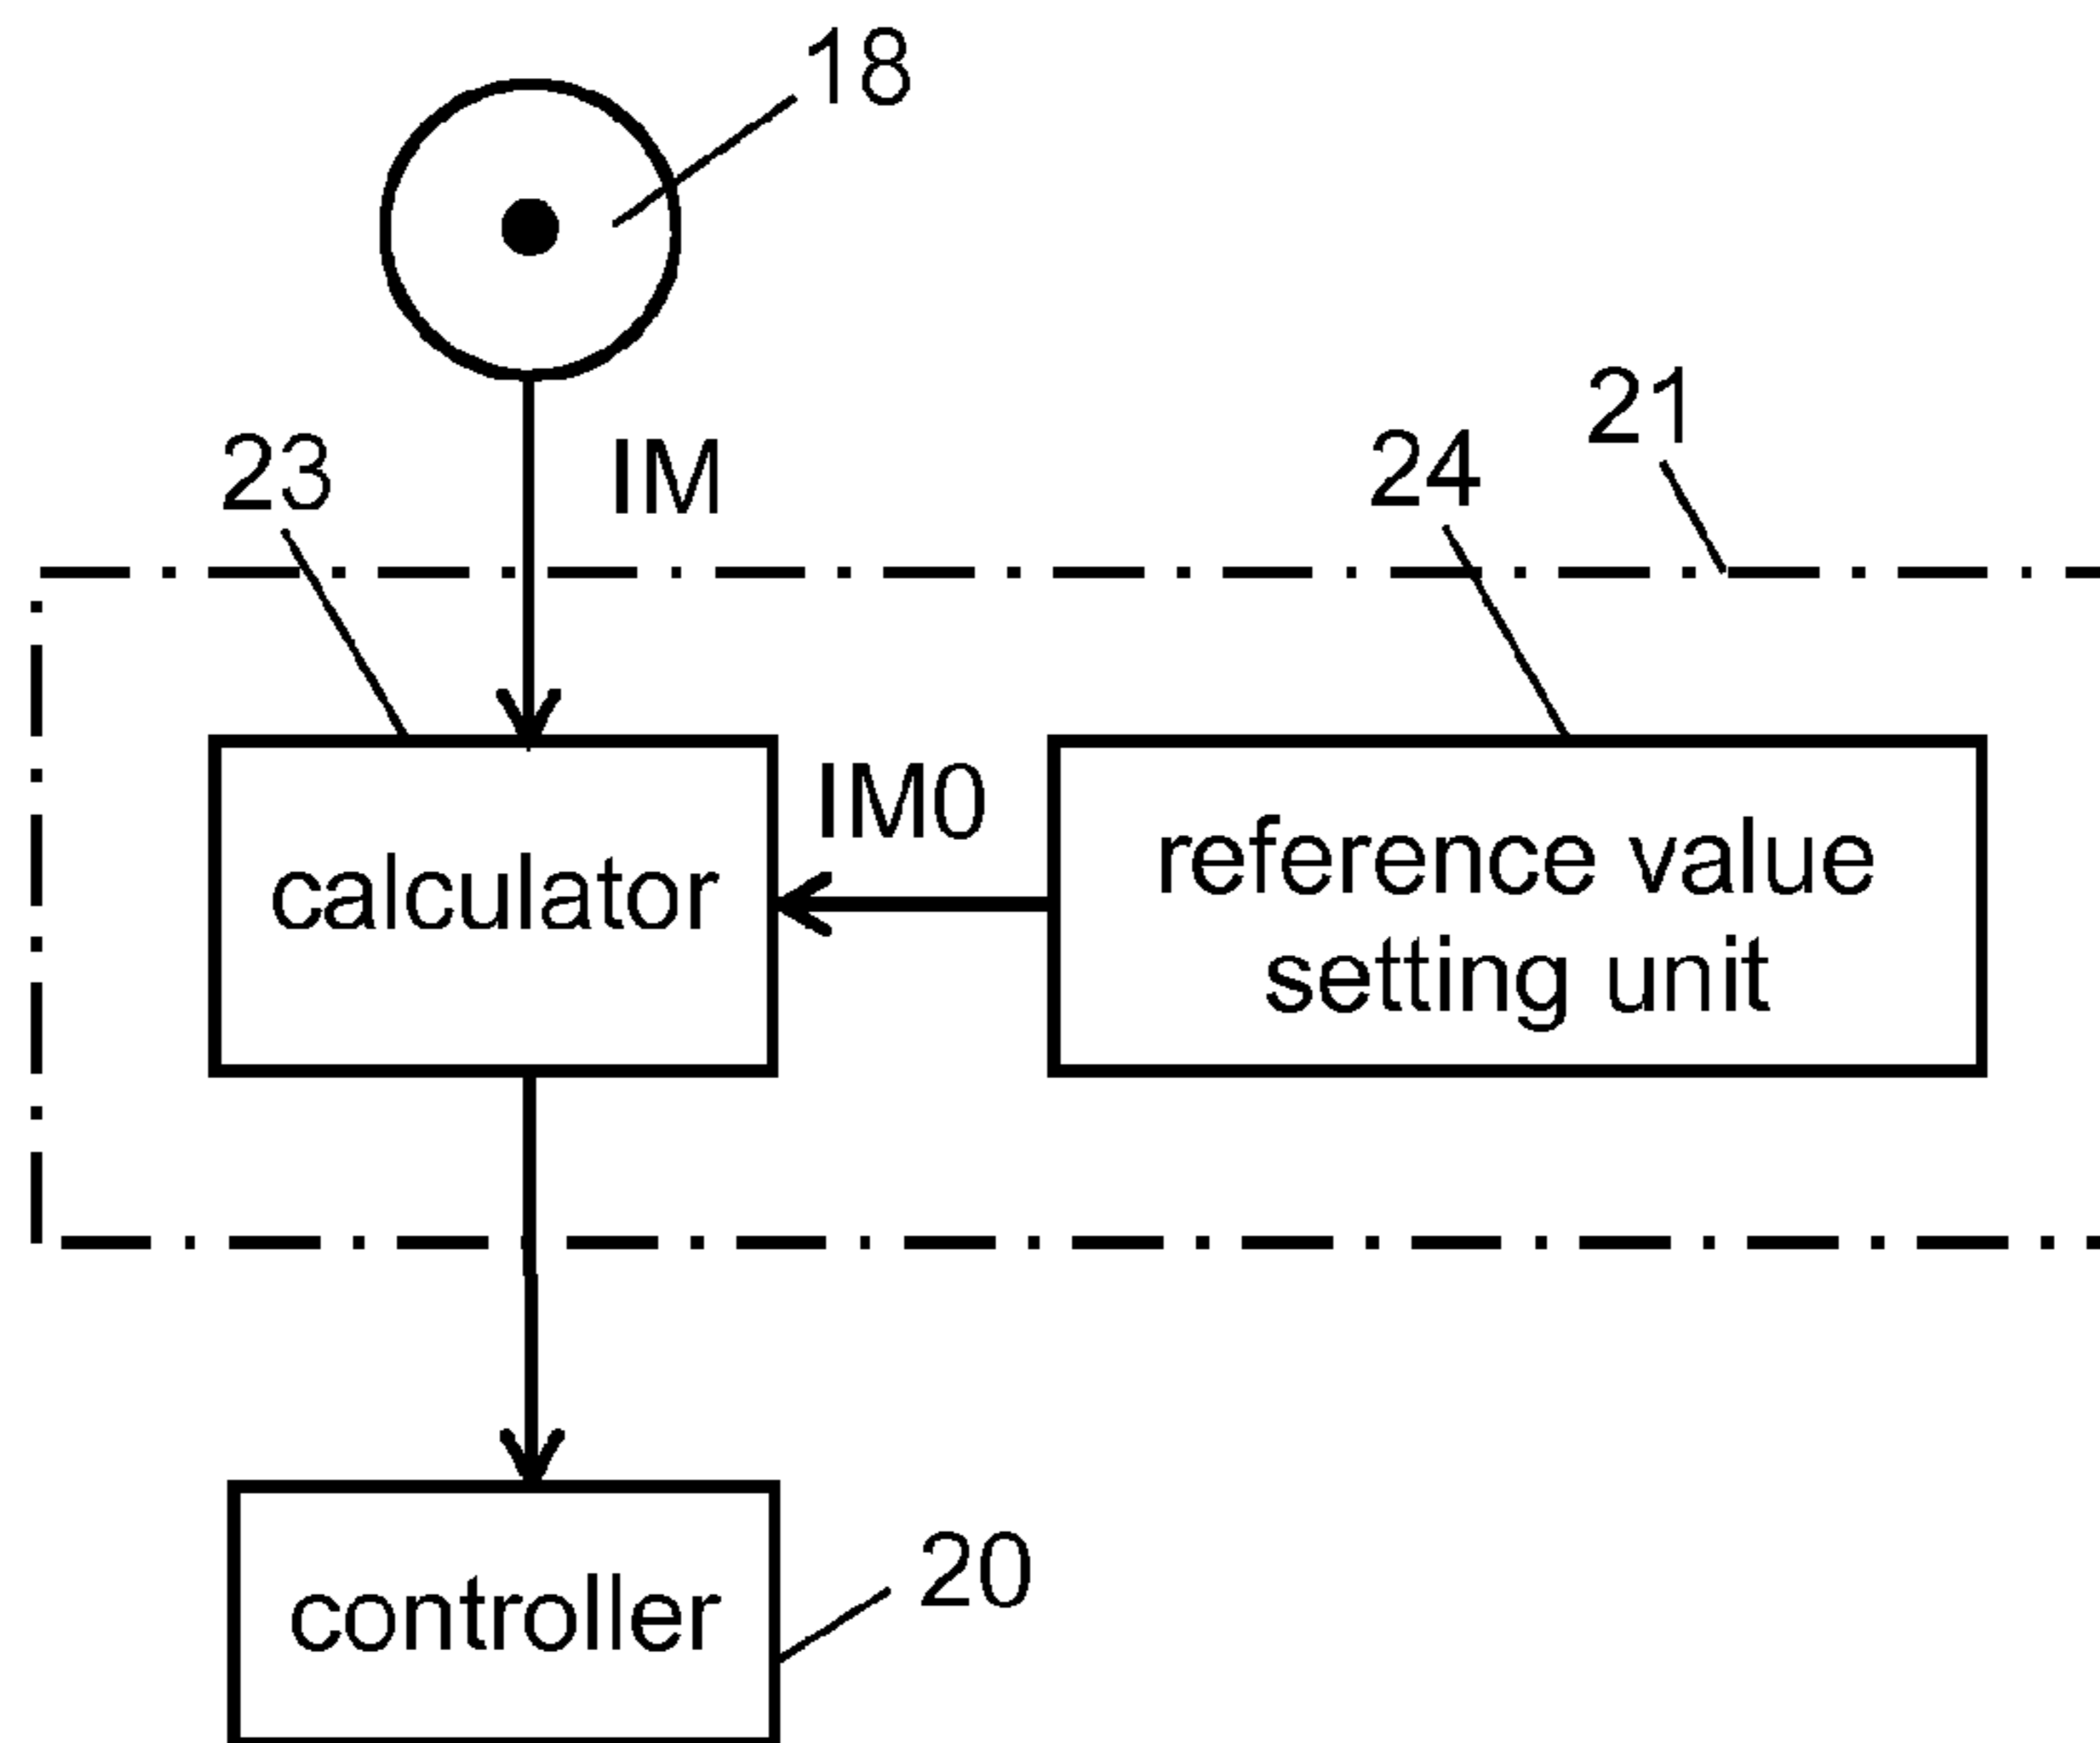 18
21
23
IM
24
IM0
calculator
reference value
setting unit
controller
20